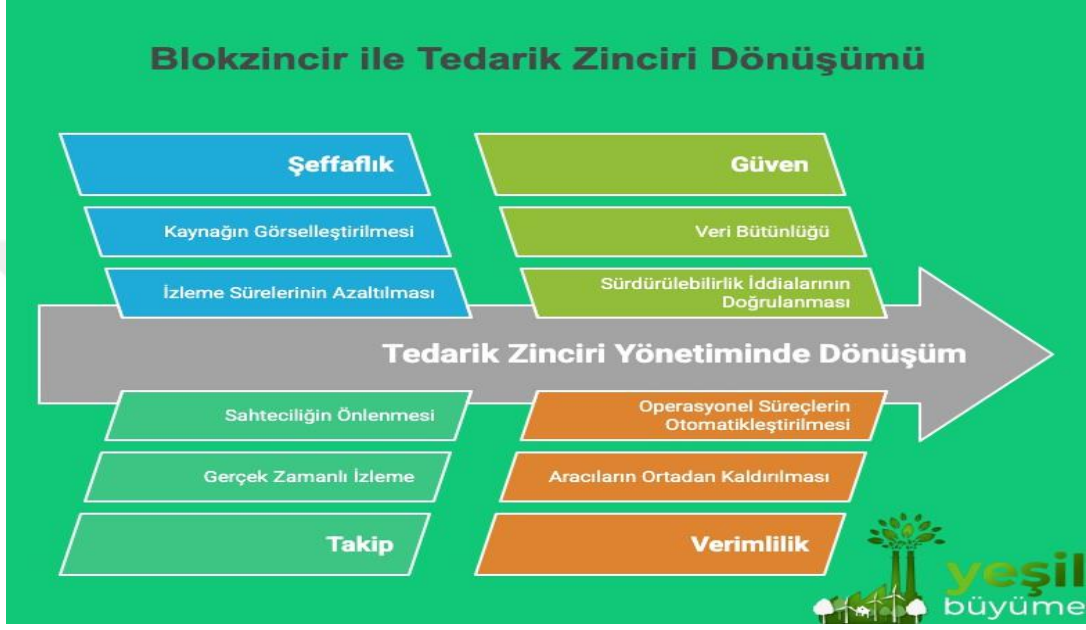 Blokzincir ile Tedarik Zinciri Dönüşümü
Şeffaflık
Kaynağın Görselleştirilmesi
İzleme Sürelerinin Azaltılması
Güven
Veri Bütünlüğü
Sürdürülebilirlik İddialarının
Doğrulanması
Tedarik Zinciri Yönetiminde Dönüşüm
Sahteciliğin Önlenmesi
Gerçek Zamanlı İzleme
Takip
Operasyonel Süreçlerin
Otomatikleştirilmesi
Aracıların Ortadan Kaldırılması
Verimlilik
yeşil
büyüme